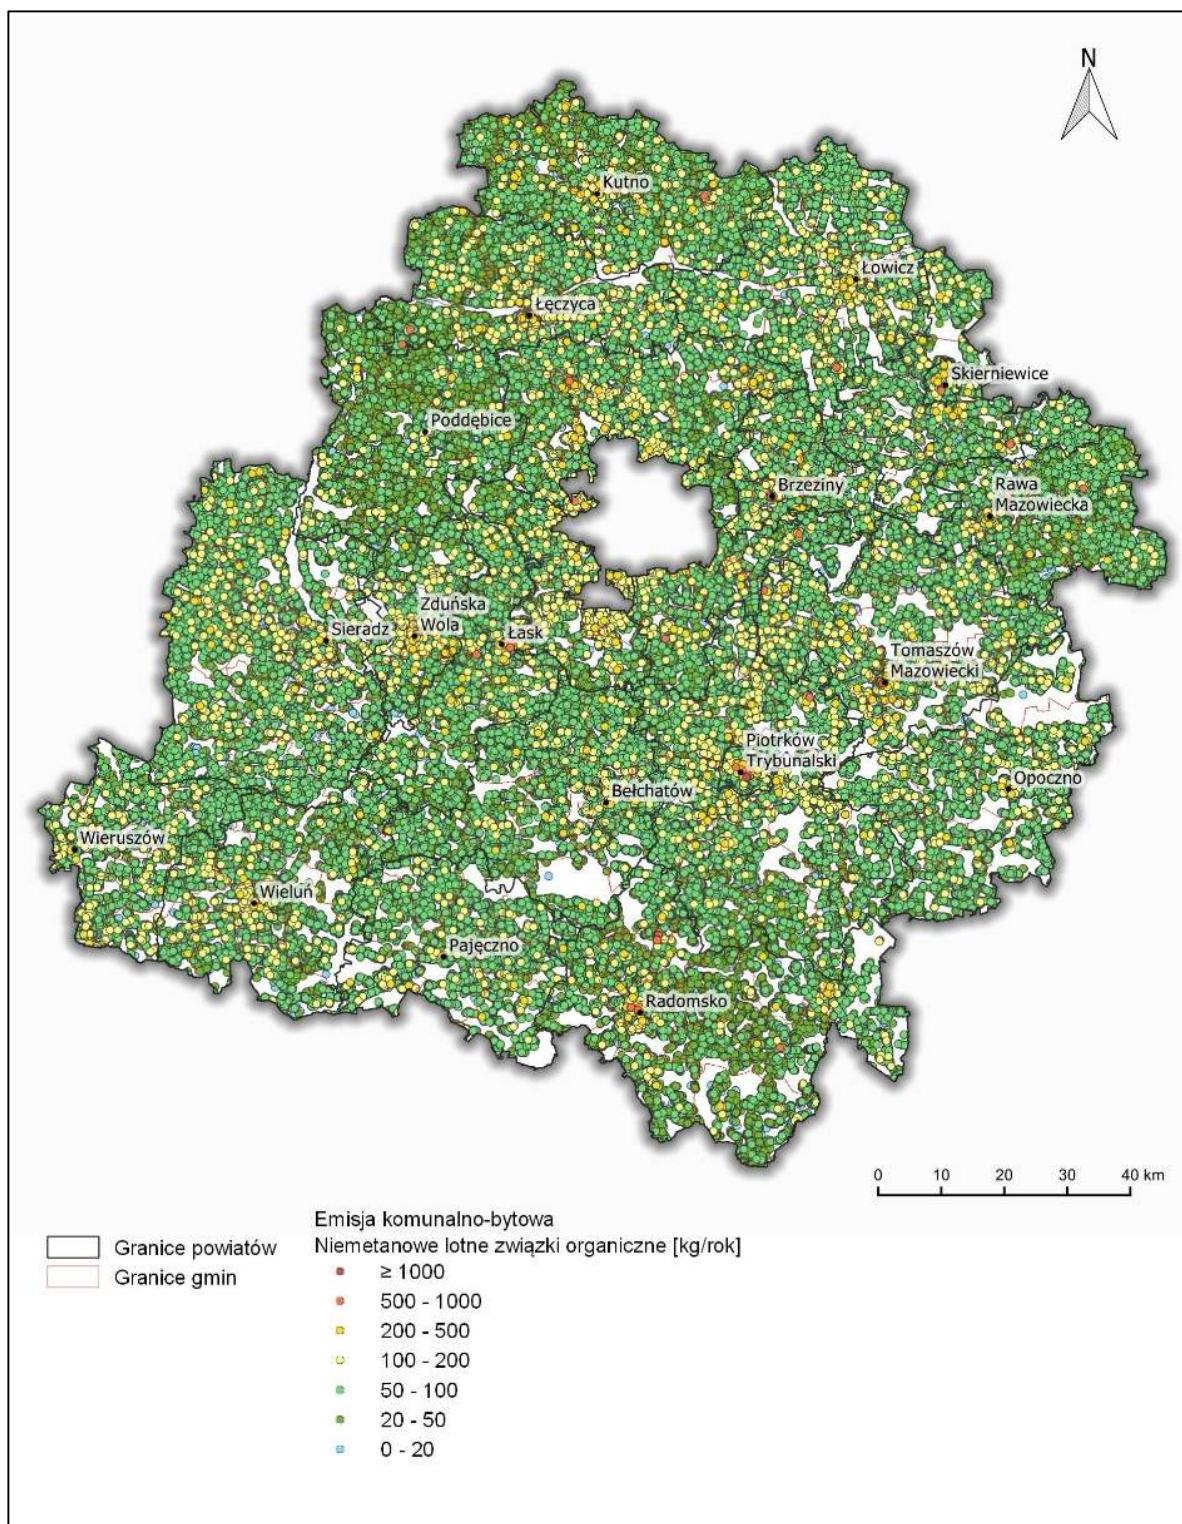 N
Kutno
Łowicz
Łęczyca
Skierniewice
Poddębice
Brzeziny
Rawa
Mazowiecka
Zduńska
Wola
Sieradz
Łask
Tomaszów
Mazowiecki
Piotrków
Trybunalski
Opoczno
Bełchatów
Wieruszów
Wieluń
Pajęczno
Radomsko
0 10 20 30 40 km
Emisja komunalno-bytowa
Niemetanowe lotne związki organiczne [kg/rok]
Granice powiatów
Granice gmin
≥ 1000
500 - 1000
200 - 500
100 - 200
50 - 100
20 - 50
0 - 20